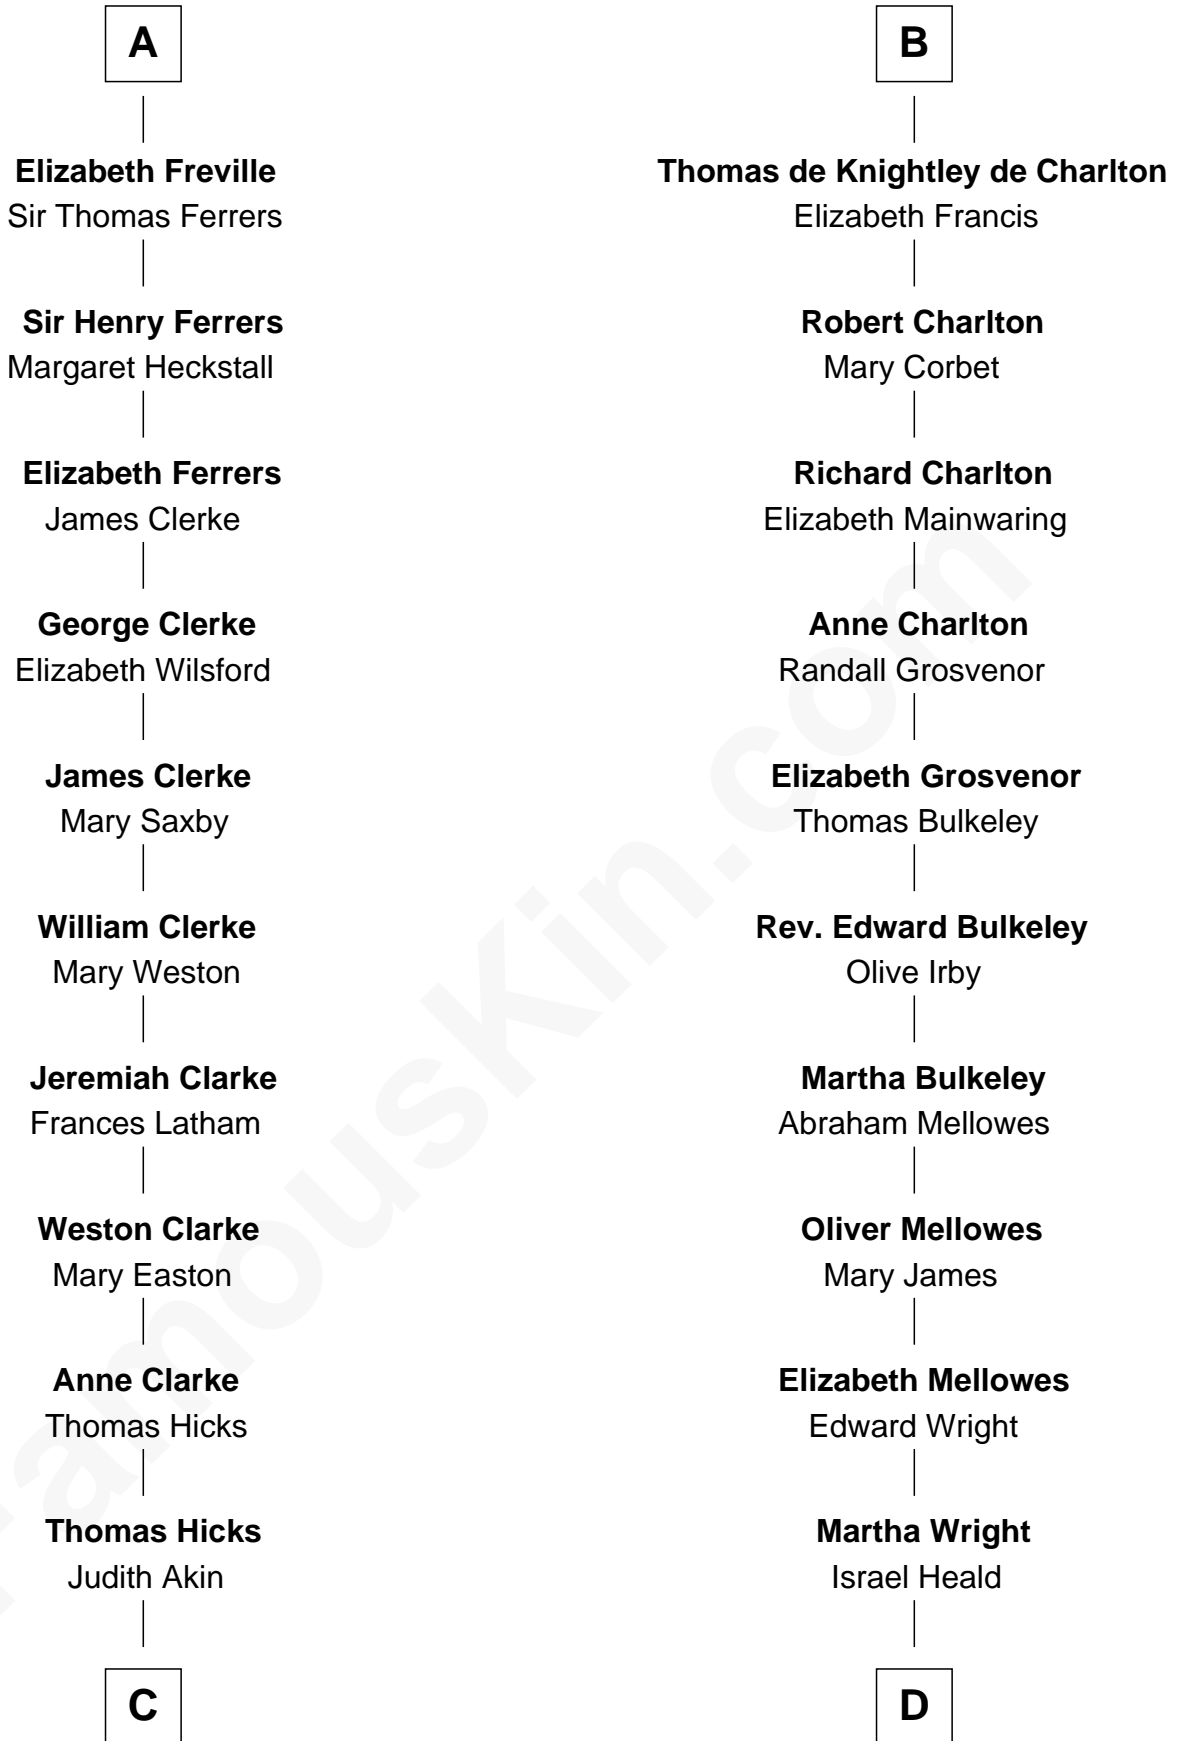 A
Elizabeth Freville
Sir Thomas Ferrers
Sir Henry Ferrers
Margaret Heckstall
Elizabeth Ferrers
James Clerke
George Clerke
Elizabeth Wilsford
James Clerke
Mary Saxby
William Clerke
Mary Weston
Jeremiah Clarke
Frances Latham
Weston Clarke
Mary Easton
Anne Clarke
Thomas Hicks
Thomas Hicks
Judith Akin
C
B
Thomas de Knightley de Charlton
Elizabeth Francis
Robert Charlton
Mary Corbet
Richard Charlton
Elizabeth Mainwaring
Anne Charlton
Randall Grosvenor
Elizabeth Grosvenor
Thomas Bulkeley
Rev. Edward Bulkeley
Olive Irby
Martha Bulkeley
Abraham Mellowes
Oliver Mellowes
Mary James
Elizabeth Mellowes
Edward Wright
Martha Wright
Israel Heald
D
FamousKin.com